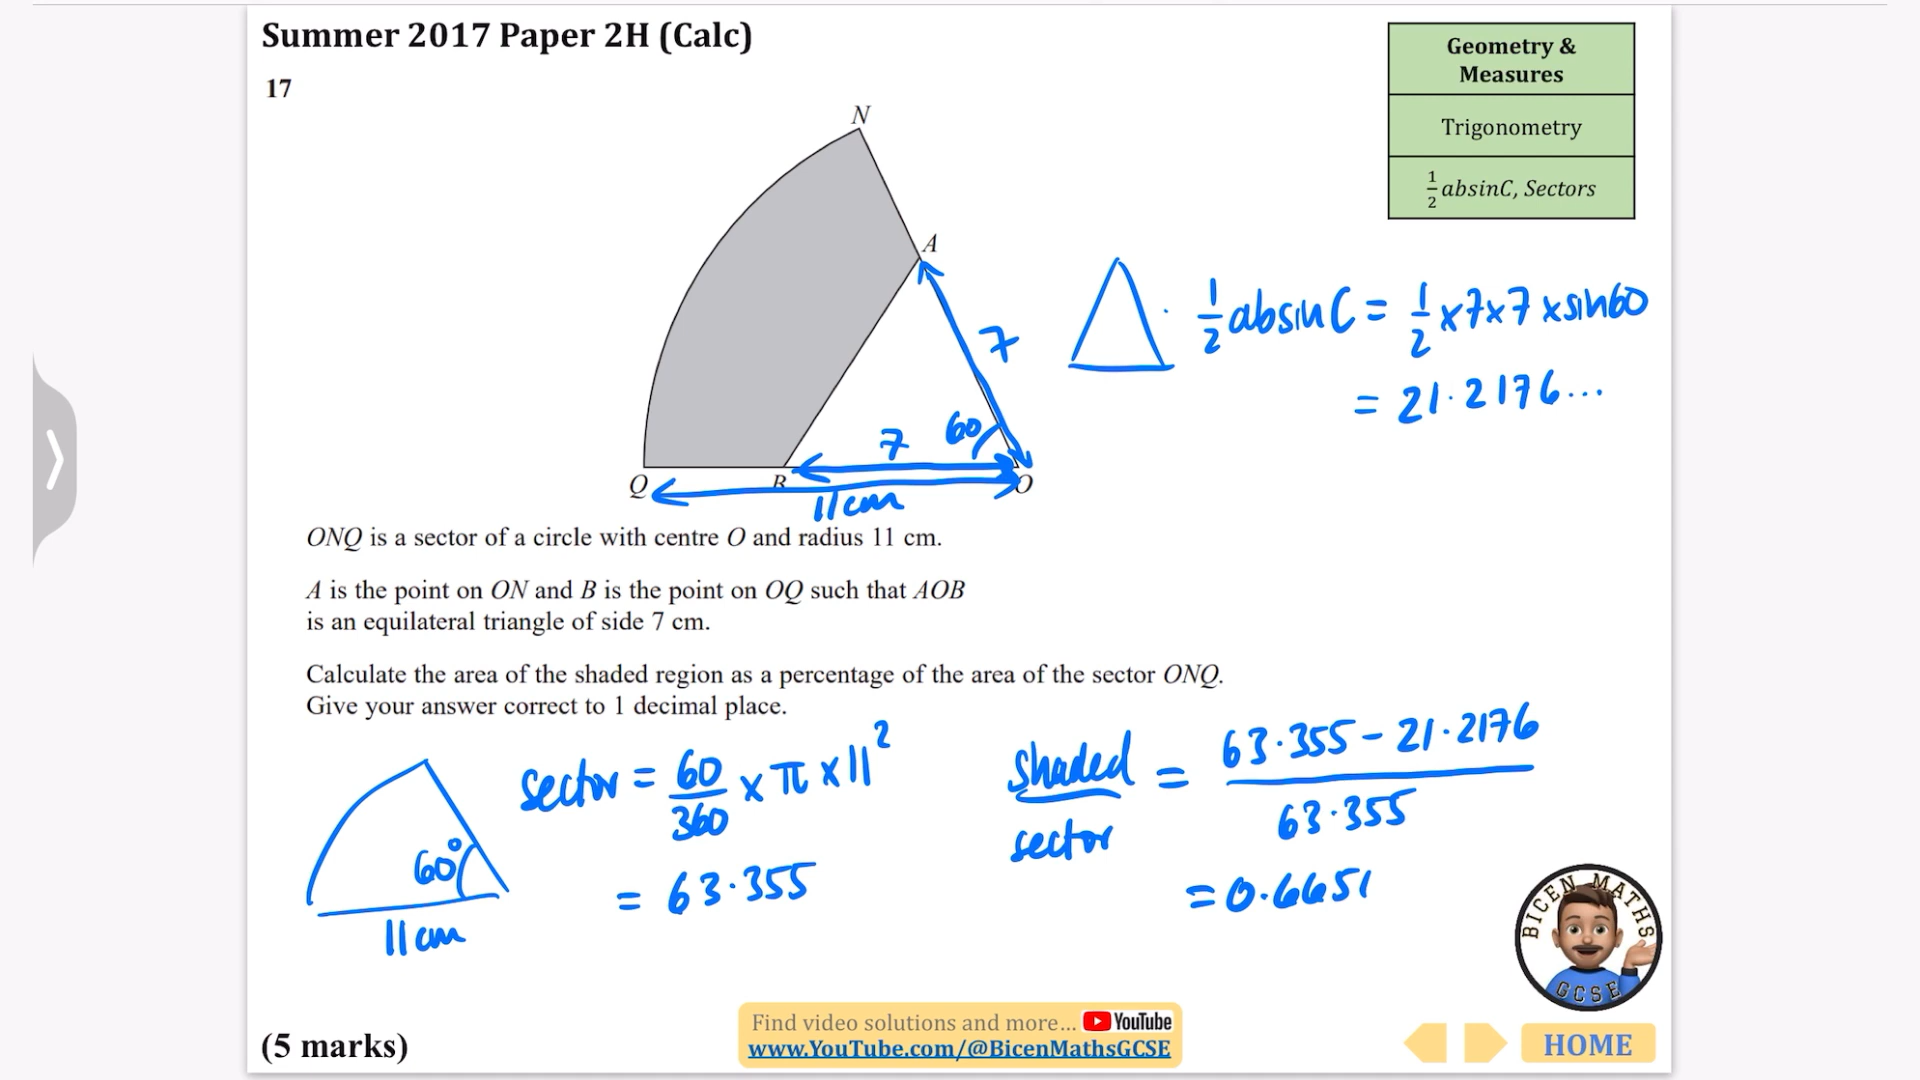 Summer 2017 Paper 2H (Calc)
Geometry &
Measures
Trigonometry
1/2 absinC, Sectors
17
N
A
7
60
7
Q
B
O
11cm
1/2 absinC = 1/2 x 7 x 7 x sin60
= 21.2176...
ONQ is a sector of a circle with centre O and radius 11 cm.
A is the point on ON and B is the point on OQ such that AOB
is an equilateral triangle of side 7 cm.
Calculate the area of the shaded region as a percentage of the area of the sector ONQ.
Give your answer correct to 1 decimal place.
60°
11cm
sector = 60/360 x π x 11²
= 63.355
shaded/sector = 63.355 - 21.2176/63.355
= 0.6651
BICEN MATHS
GCSE
(5 marks)
Find video solutions and more... YouTube
www.YouTube.com/@BicenMathsGCSE
HOME